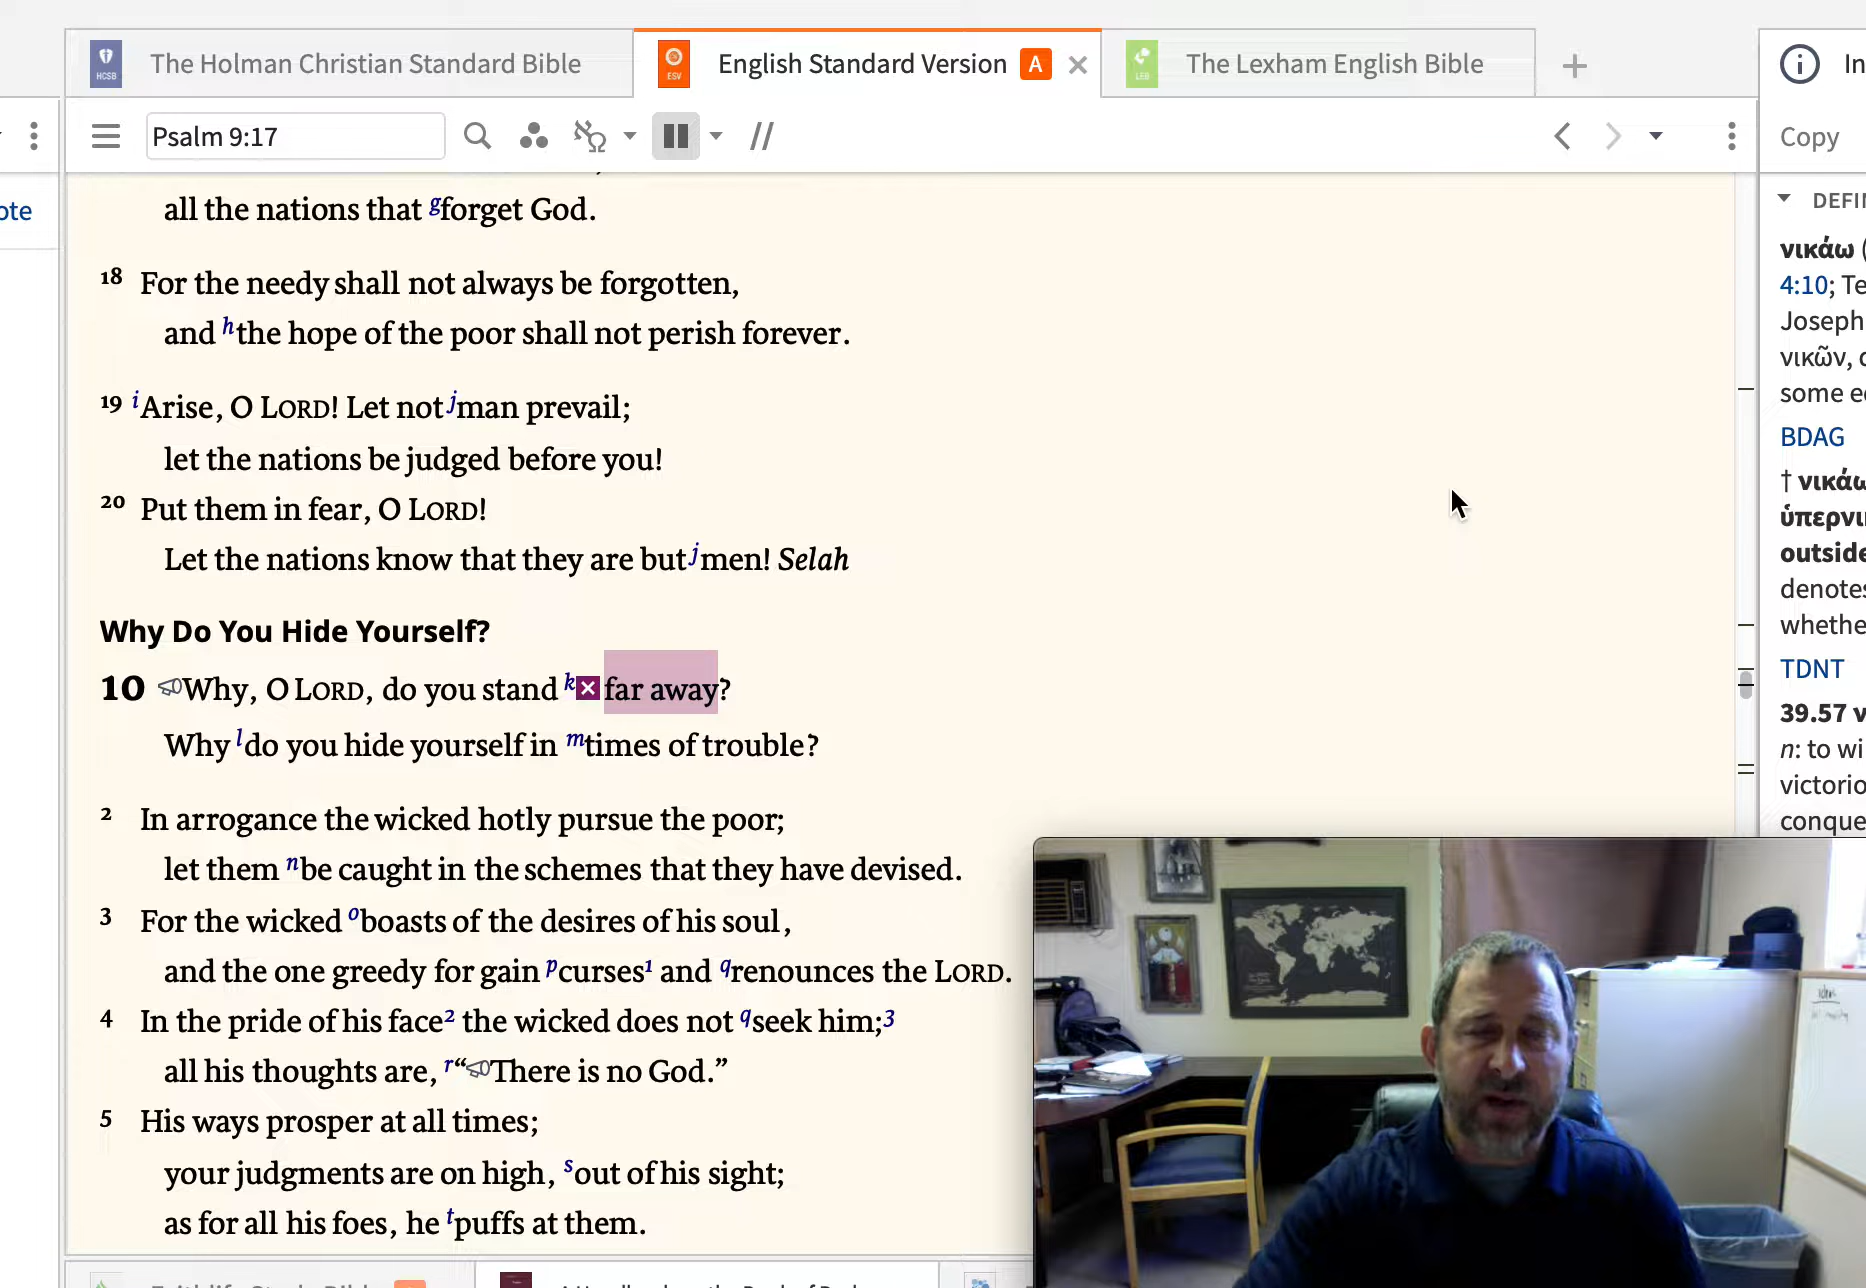 HCSB The Holman Christian Standard Bible
ESV English Standard Version A
LEB The Lexham English Bible
Psalm 9:17
Copy
all the nations that gforget God.
18 For the needy shall not always be forgotten,
and hthe hope of the poor shall not perish forever.
19 iArise, O LORD! Let not jman prevail;
let the nations be judged before you!
20 Put them in fear, O LORD!
Let the nations know that they are but jmen! Selah
Why Do You Hide Yourself?
10 Why, O LORD, do you stand kfar away?
Why ldo you hide yourself in mtimes of trouble?
2 In arrogance the wicked hotly pursue the poor;
let them nbe caught in the schemes that they have devised.
3 For the wicked oboasts of the desires of his soul,
and the one greedy for gain pcurses1 and qrenounces the LORD.
4 In the pride of his face2 the wicked does not qseek him;3
all his thoughts are, r“There is no God.”
5 His ways prosper at all times;
your judgments are on high, sout of his sight;
as for all his foes, he tpuffs at them.
νικάω (
4:10; Te
Joseph
νικῶν,
some
BDAG
† νικάω
outside
denotes
whethe
TDNT
39.57 ν
n: to wi
victorio
conque